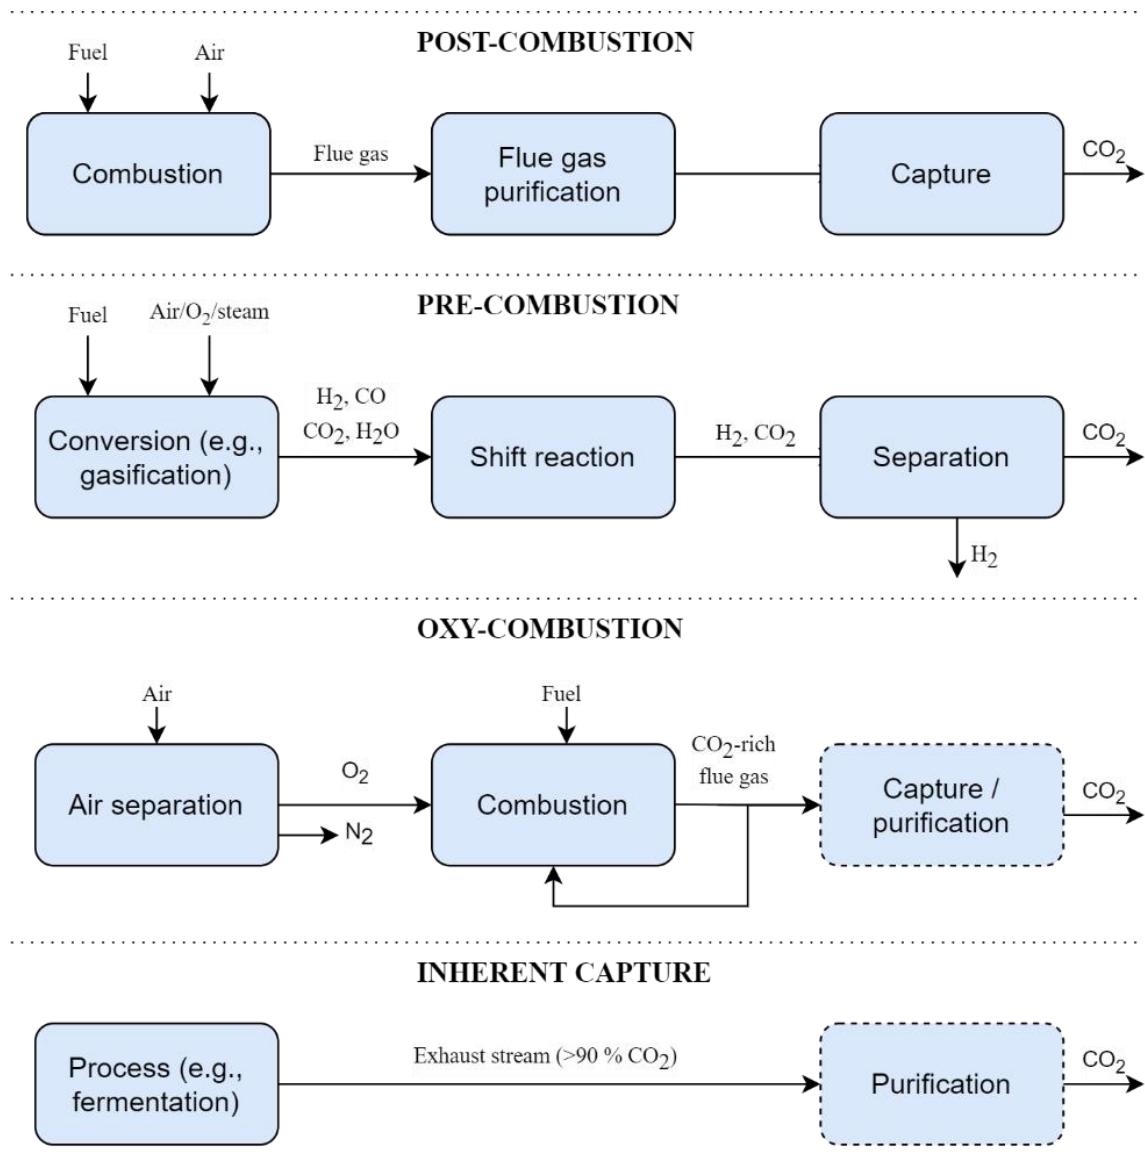 POST-COMBUSTION
Fuel
Air
Combustion
Flue gas
Flue gas
purification
Capture
CO₂
PRE-COMBUSTION
Fuel
Air/O₂/steam
Conversion (e.g.,
gasification)
H₂, CO
CO₂, H₂O
Shift reaction
H₂, CO₂
Separation
CO₂
H₂
OXY-COMBUSTION
Air
Fuel
Air separation
O₂
N₂
Combustion
CO₂-rich
flue gas
Capture /
purification
CO₂
INHERENT CAPTURE
Process (e.g.,
fermentation)
Exhaust stream (>90 % CO₂)
Purification
CO₂